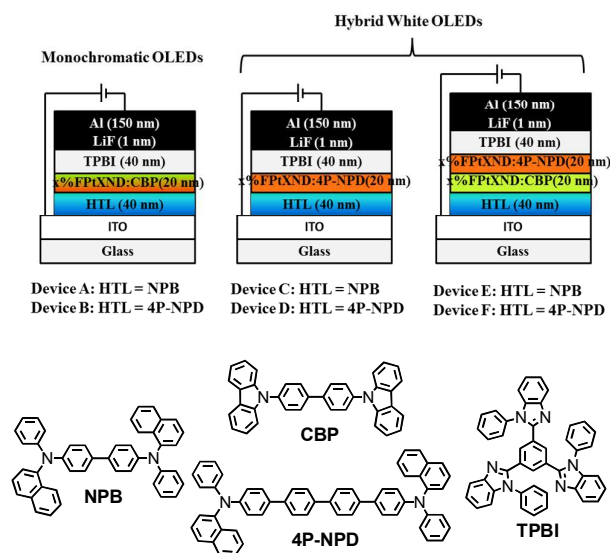 Hybrid White OLEDs
Monochromatic OLEDs
Al (150 nm)
LiF (1 nm)
TPBI (40 nm)
x%FPtXND:CBP(20 nm)
HTL (40 nm)
ITO
Glass
Al (150 nm)
LiF (1 nm)
TPBI (40 nm)
x%FPtXND:4P-NPD(20 nm)
HTL (40 nm)
ITO
Glass
Al (150 nm)
LiF (1 nm)
TPBI (40 nm)
x%FPtXND:4P-NPD(20 nm)
x%FPtXND:CBP (20 nm)
HTL (40 nm)
ITO
Glass
Device A: HTL = NPB
Device B: HTL = 4P-NPD
Device C: HTL = NPB
Device D: HTL = 4P-NPD
Device E: HTL = NPB
Device F: HTL = 4P-NPD
N
N
CBP
N
N
NPB
N
N
4P-NPD
N
N
N
N
N
N
TPBI